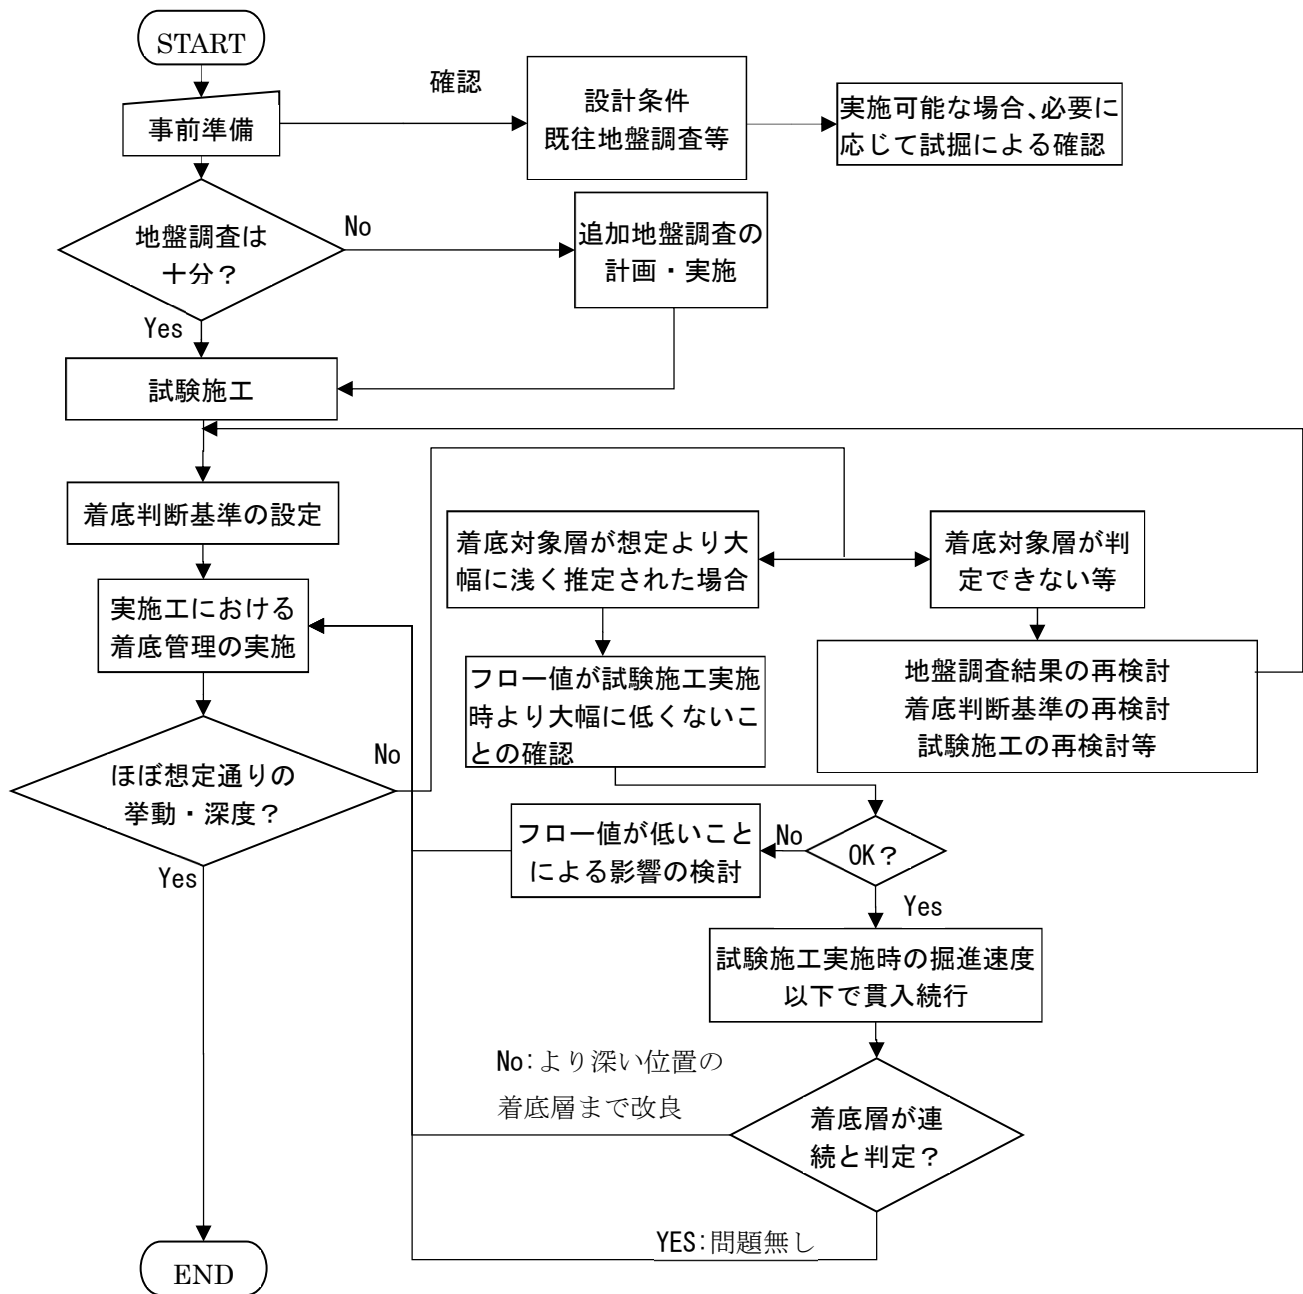 START
事前準備
確認
設計条件
既往地盤調査等
実施可能な場合、必要に
応じて試掘による確認
地盤調査は
十分？
No
追加地盤調査の
計画・実施
Yes
試験施工
着底判断基準の設定
着底対象層が想定より大
幅に浅く推定された場合
着底対象層が判
定できない等
実施工における
着底管理の実施
フロー値が試験施工実施
時より大幅に低くないこ
との確認
地盤調査結果の再検討
着底判断基準の再検討
試験施工の再検討等
ほぼ想定通りの
挙動・深度？
No
Yes
フロー値が低いこと
による影響の検討
No
OK？
Yes
試験施工実施時の掘進速度
以下で貫入続行
No:より深い位置の
着底層まで改良
着底層が連
続と判定？
YES:問題無し
END